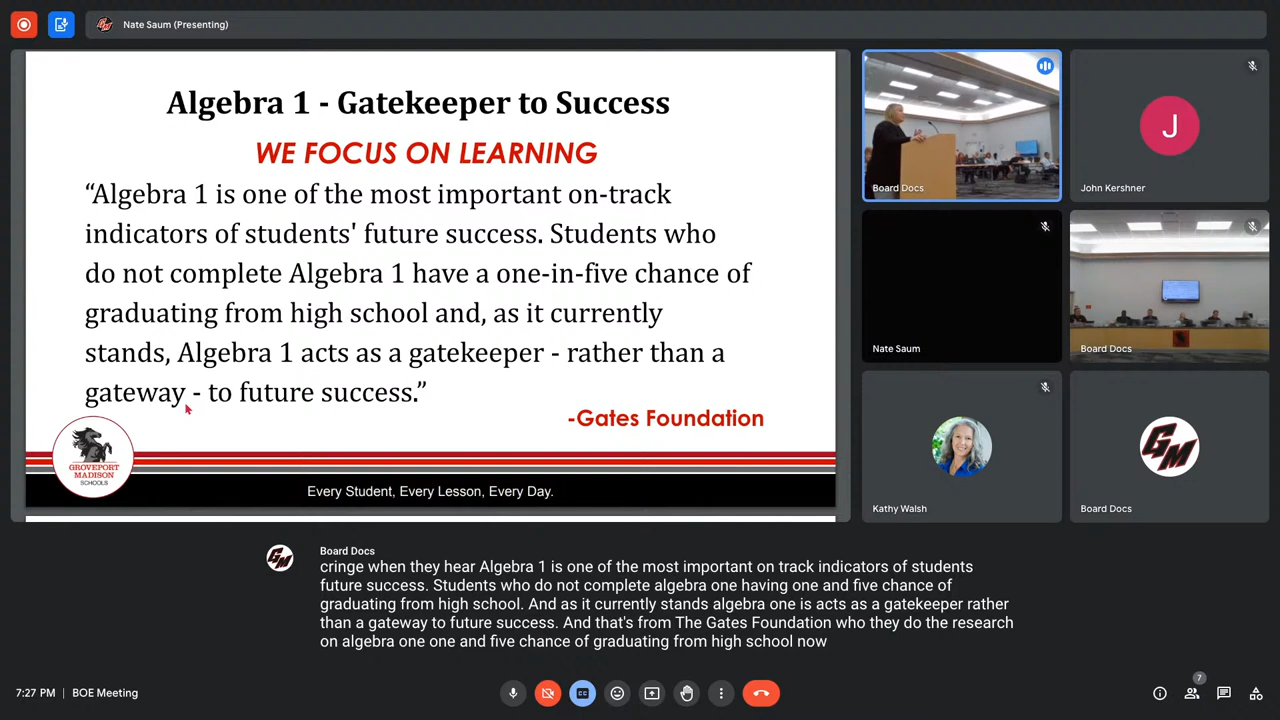 Nate Saum (Presenting)
Algebra 1 - Gatekeeper to Success
WE FOCUS ON LEARNING
“Algebra 1 is one of the most important on-track
indicators of students' future success. Students who
do not complete Algebra 1 have a one-in-five chance of
graduating from high school and, as it currently
stands, Algebra 1 acts as a gatekeeper - rather than a
gateway - to future success.”
-Gates Foundation
GROVEPORT
MADISON
SCHOOLS
Every Student, Every Lesson, Every Day.
Board Docs
J
John Kershner
Nate Saum
Board Docs
Kathy Walsh
GM
Board Docs
Board Docs
cringe when they hear Algebra 1 is one of the most important on track indicators of students
future success. Students who do not complete algebra one having one and five chance of
graduating from high school. And as it currently stands algebra one is acts as a gatekeeper rather
than a gateway to future success. And that's from The Gates Foundation who they do the research
on algebra one one and five chance of graduating from high school now
7:27 PM | BOE Meeting
CC
7